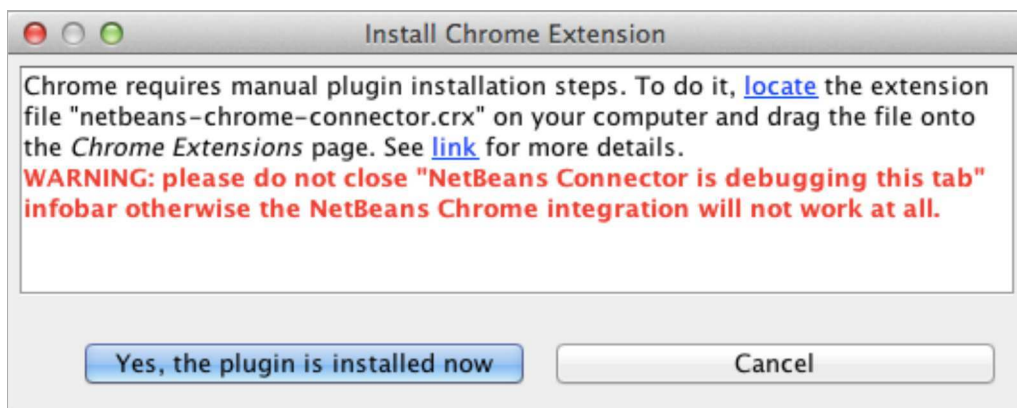 Install Chrome Extension
Chrome requires manual plugin installation steps. To do it, locate the extension
file "netbeans-chrome-connector.crx" on your computer and drag the file onto
the Chrome Extensions page. See link for more details.
WARNING: please do not close "NetBeans Connector is debugging this tab"
infobar otherwise the NetBeans Chrome integration will not work at all.
Yes, the plugin is installed now
Cancel